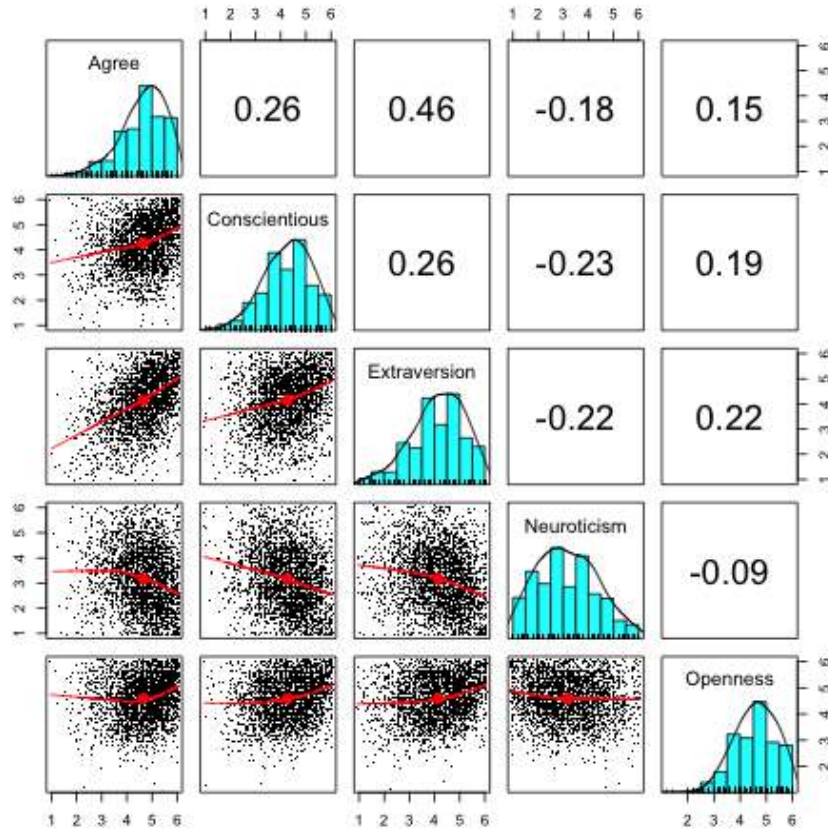 1 2 3 4 5 6
1 2 3 4 5 6
Agree
0.26
0.46
-0.18
0.15
1 2 3 4 5 6
1 2 3 4 5 6
Conscientious
0.26
-0.23
0.19
Extraversion
-0.22
0.22
1 2 3 4 5 6
1 2 3 4 5 6
Neuroticism
-0.09
Openness
2 3 4 5 6
1 2 3 4 5 6
1 2 3 4 5 6
2 3 4 5 6